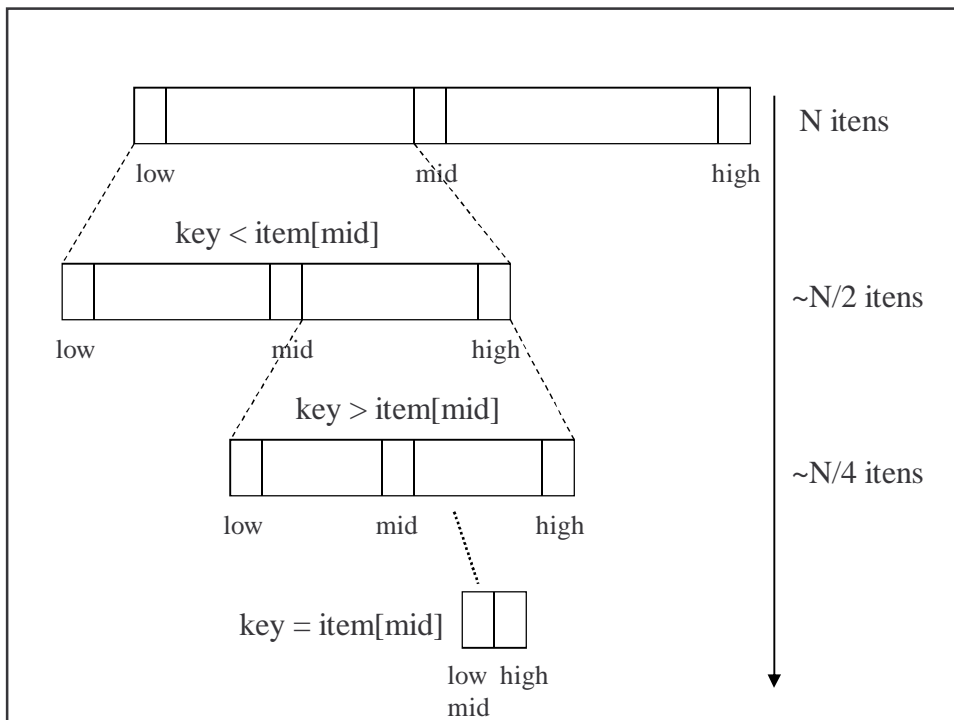 N itens
low mid high
key < item[mid]
~N/2 itens
low mid high
key > item[mid]
~N/4 itens
low mid high
key = item[mid]
low high
mid